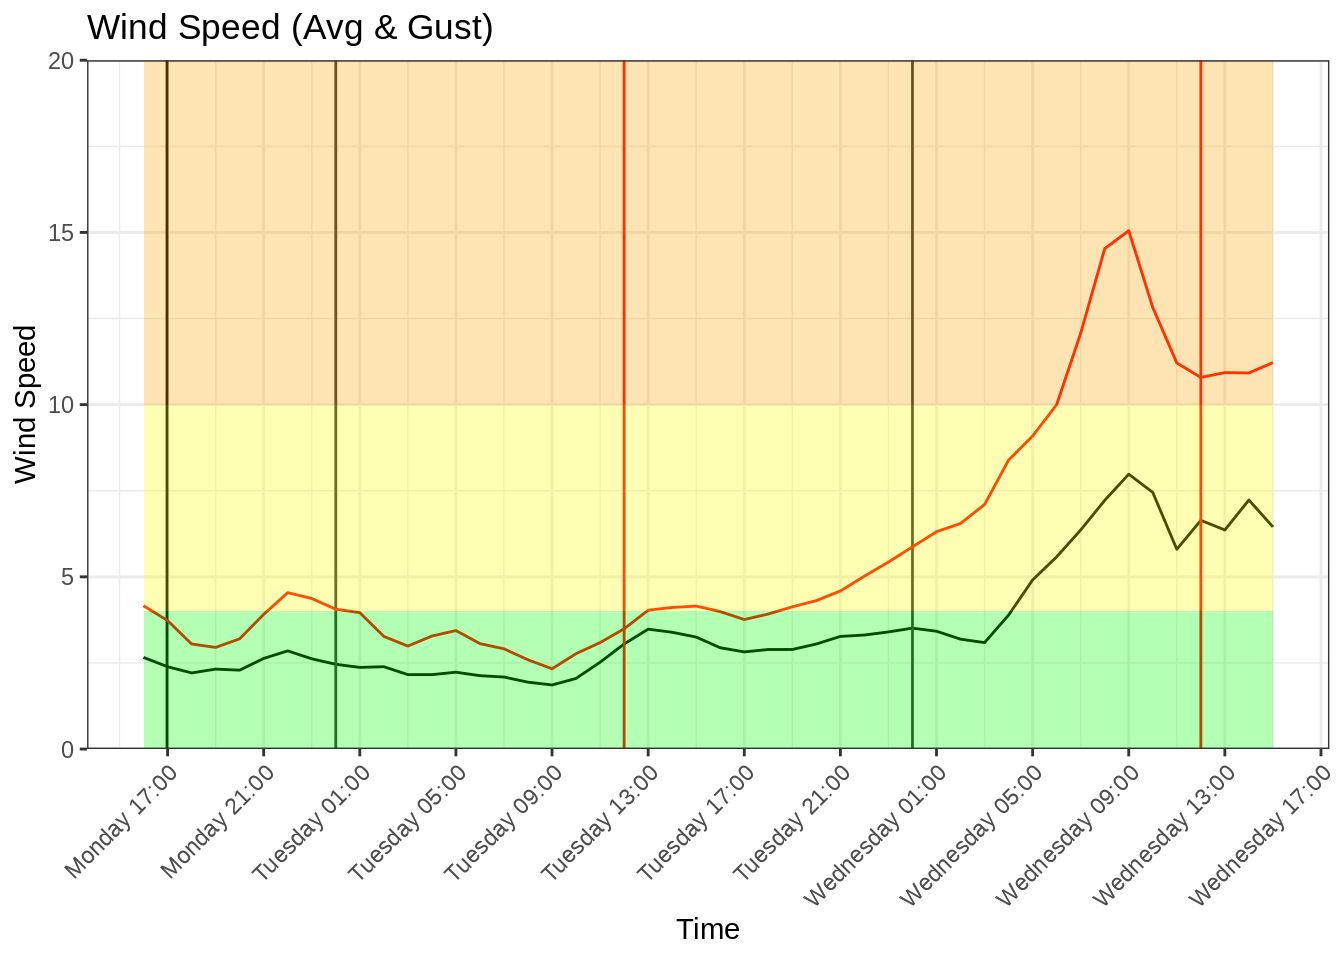 Wind Speed (Avg & Gust)
20
15
10
5
0
Wind Speed
Monday 17:00
Monday 21:00
Tuesday 01:00
Tuesday 05:00
Tuesday 09:00
Tuesday 13:00
Tuesday 17:00
Tuesday 21:00
Wednesday 01:00
Wednesday 05:00
Wednesday 09:00
Wednesday 13:00
Wednesday 17:00
Time